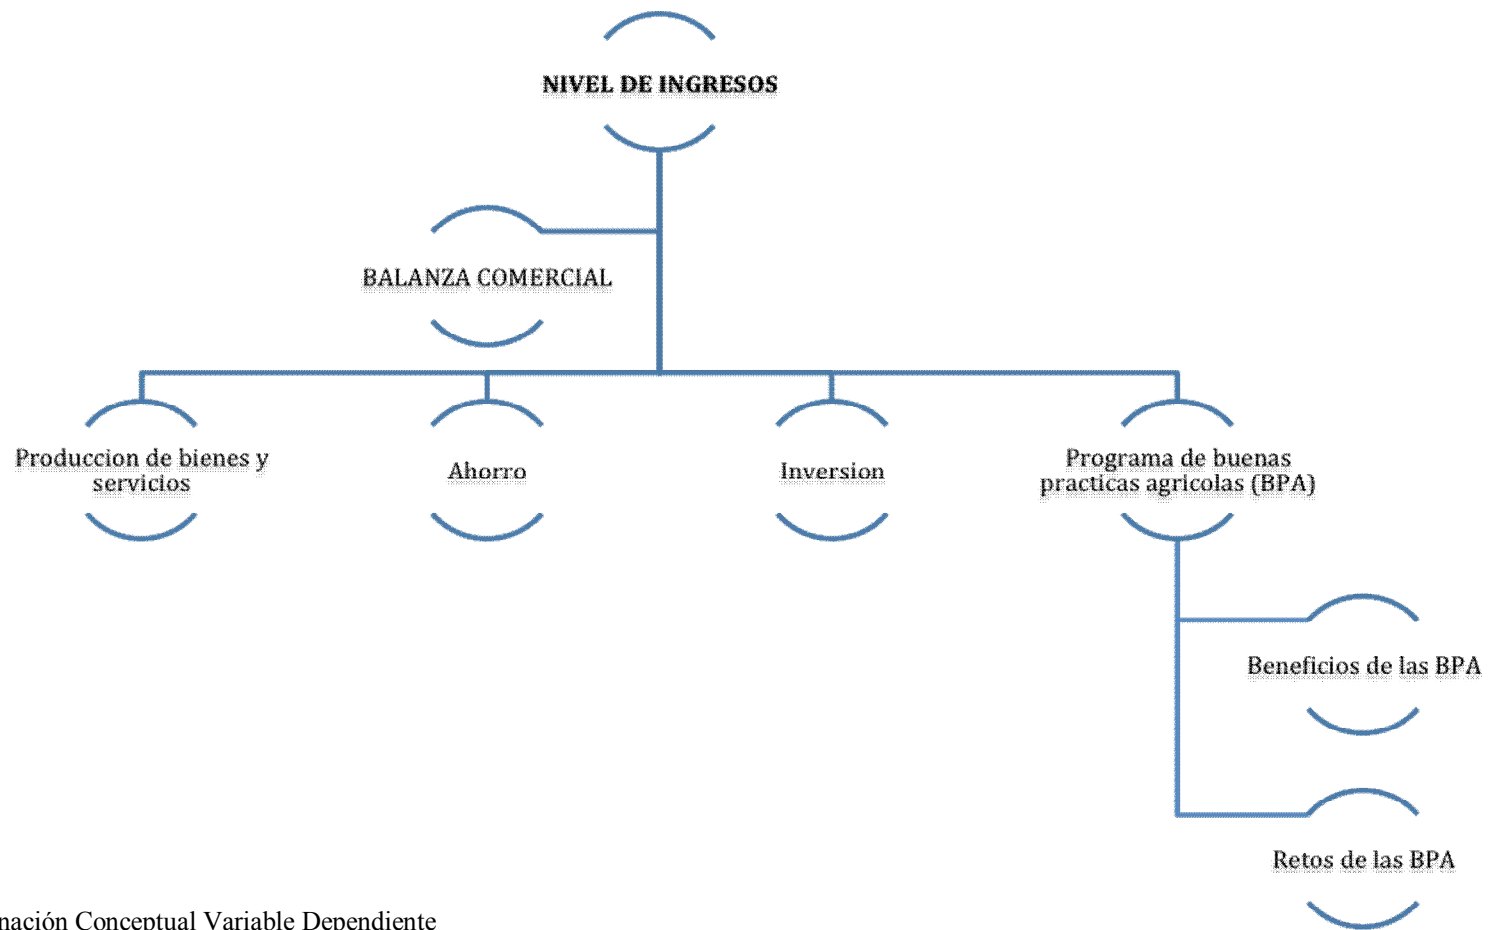 NIVEL DE INGRESOS
BALANZA COMERCIAL
Produccion de bienes y
servicios
Ahorro
Inversion
Programa de buenas
practicas agricolas (BPA)
Beneficios de las BPA
Retos de las BPA
Conceptual Variable Dependiente